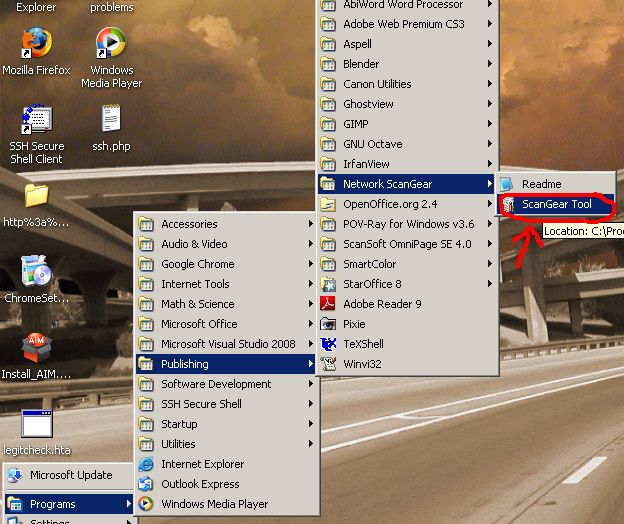 Explorer
problems
Mozilla Firefox
Windows
Media Player
SSH Secure
Shell Client
ssh.php
http%3a%...
ChromeSet...
Install_AIM....
legitcheck.hta
Microsoft Update
Programs
Settings
Accessories
Audio & Video
Google Chrome
Internet Tools
Math & Science
Microsoft Office
Microsoft Visual Studio 2008
Publishing
Software Development
SSH Secure Shell
Startup
Utilities
Internet Explorer
Outlook Express
Windows Media Player
AbiWord Word Processor
Adobe Web Premium CS3
Aspell
Blender
Canon Utilities
Ghostview
GIMP
GNU Octave
IrfanView
Network ScanGear
OpenOffice.org 2.4
POV-Ray for Windows v3.6
ScanSoft OmniPage SE 4.0
SmartColor
StarOffice 8
Adobe Reader 9
Pixie
TeXShell
Winvi32
Readme
ScanGear Tool
Location: C:\Pro